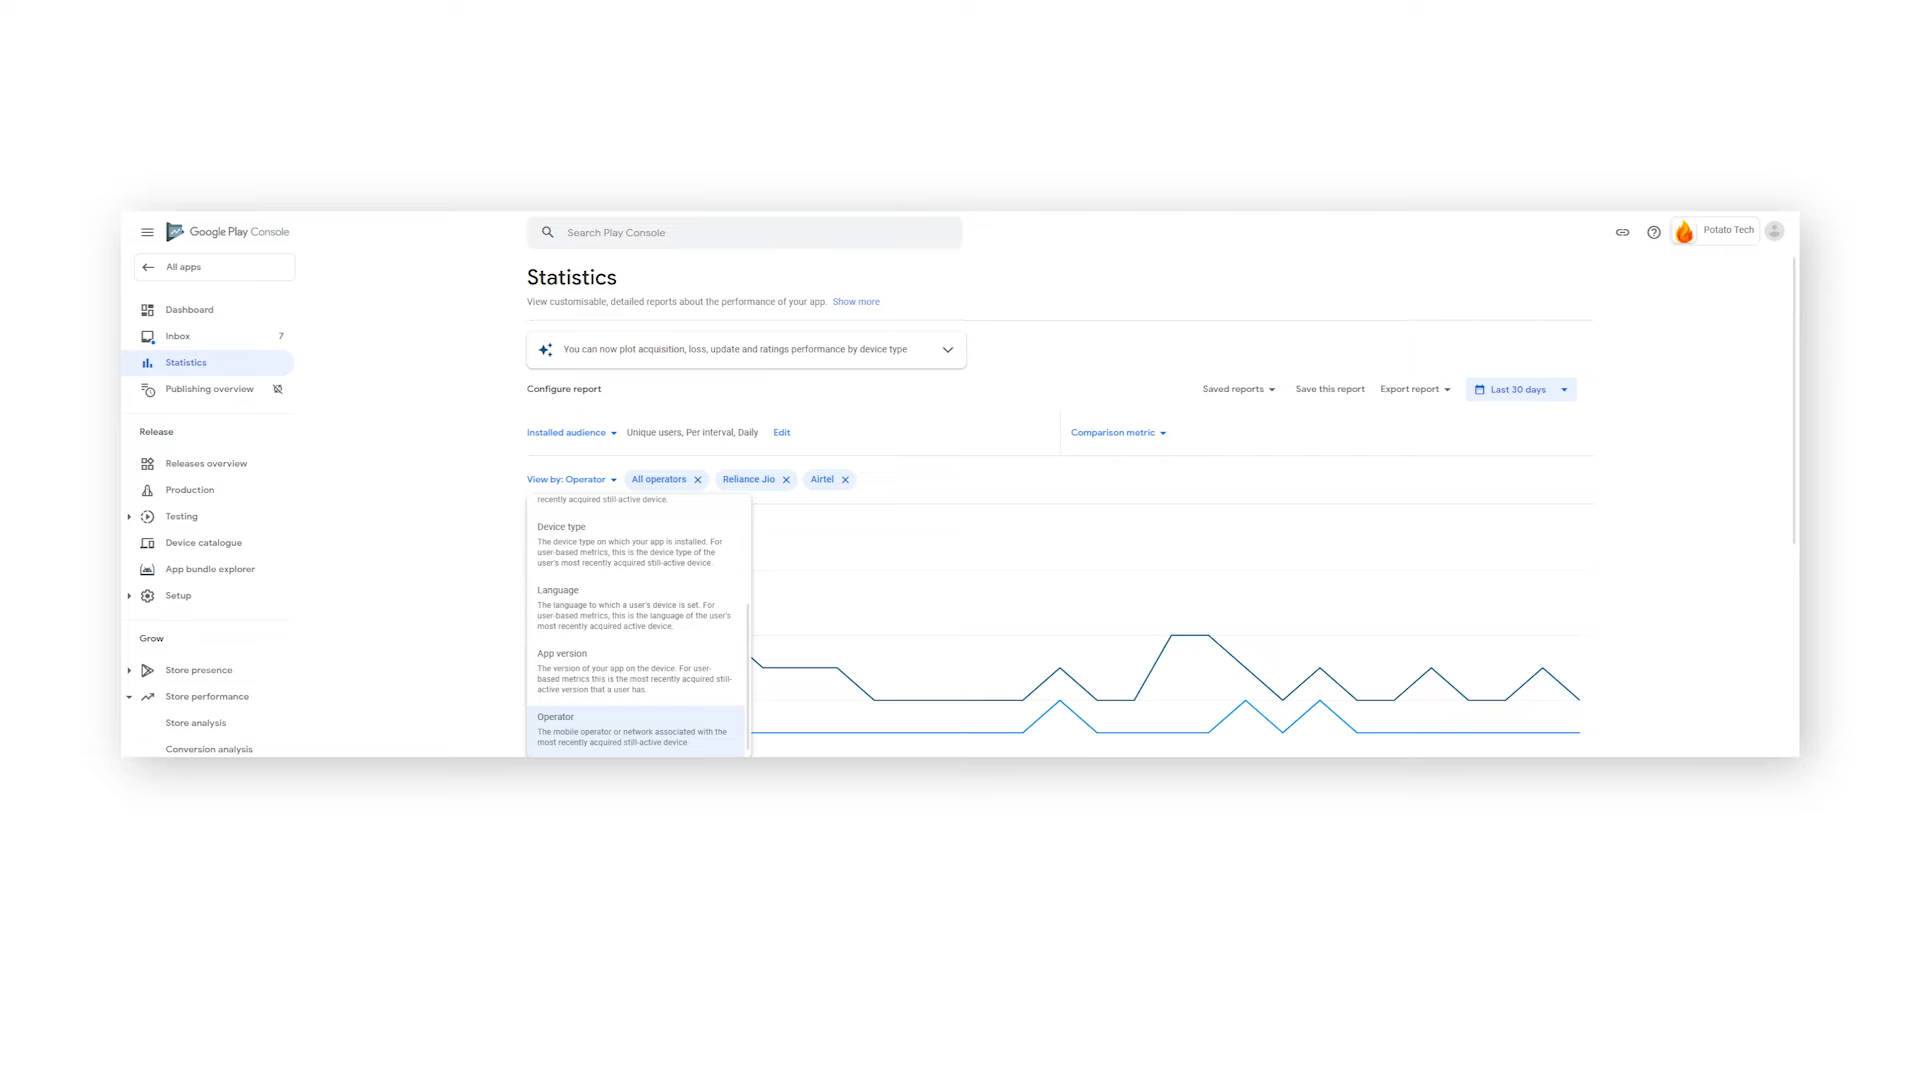 Google Play Console
Search Play Console
Potato Tech
All apps
Dashboard
Inbox 7
Statistics
Publishing overview
Release
Releases overview
Production
Testing
Device catalogue
App bundle explorer
Setup
Grow
Store presence
Store performance
Store analysis
Conversion analysis
Statistics
View customisable, detailed reports about the performance of your app. Show more
You can now plot acquisition, loss, update and ratings performance by device type
Configure report
Saved reports
Save this report
Export report
Last 30 days
Installed audience Unique users, Per interval, Daily Edit
Comparison metric
View by: Operator All operators Reliance Jio Airtel
recently acquired still-active device.
Device type
The device type on which your app is installed. For
user-based metrics, this is the device type of the
user's most recently acquired still-active device.
Language
The language to which a user's device is set. For
user-based metrics, this is the language of the user's
most recently acquired active device.
App version
The version of your app on the device. For user-
based metrics this is the most recently acquired still-
active version that a user has.
Operator
The mobile operator or network associated with the
most recently acquired still-active device